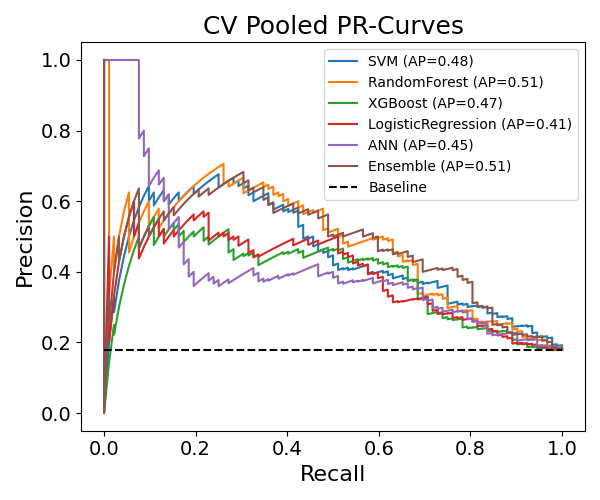 CV Pooled PR-Curves
SVM (AP=0.48)
RandomForest (AP=0.51)
XGBoost (AP=0.47)
LogisticRegression (AP=0.41)
ANN (AP=0.45)
Ensemble (AP=0.51)
Baseline
Precision
1.0
0.8
0.6
0.4
0.2
0.0
0.0 0.2 0.4 0.6 0.8 1.0
Recall